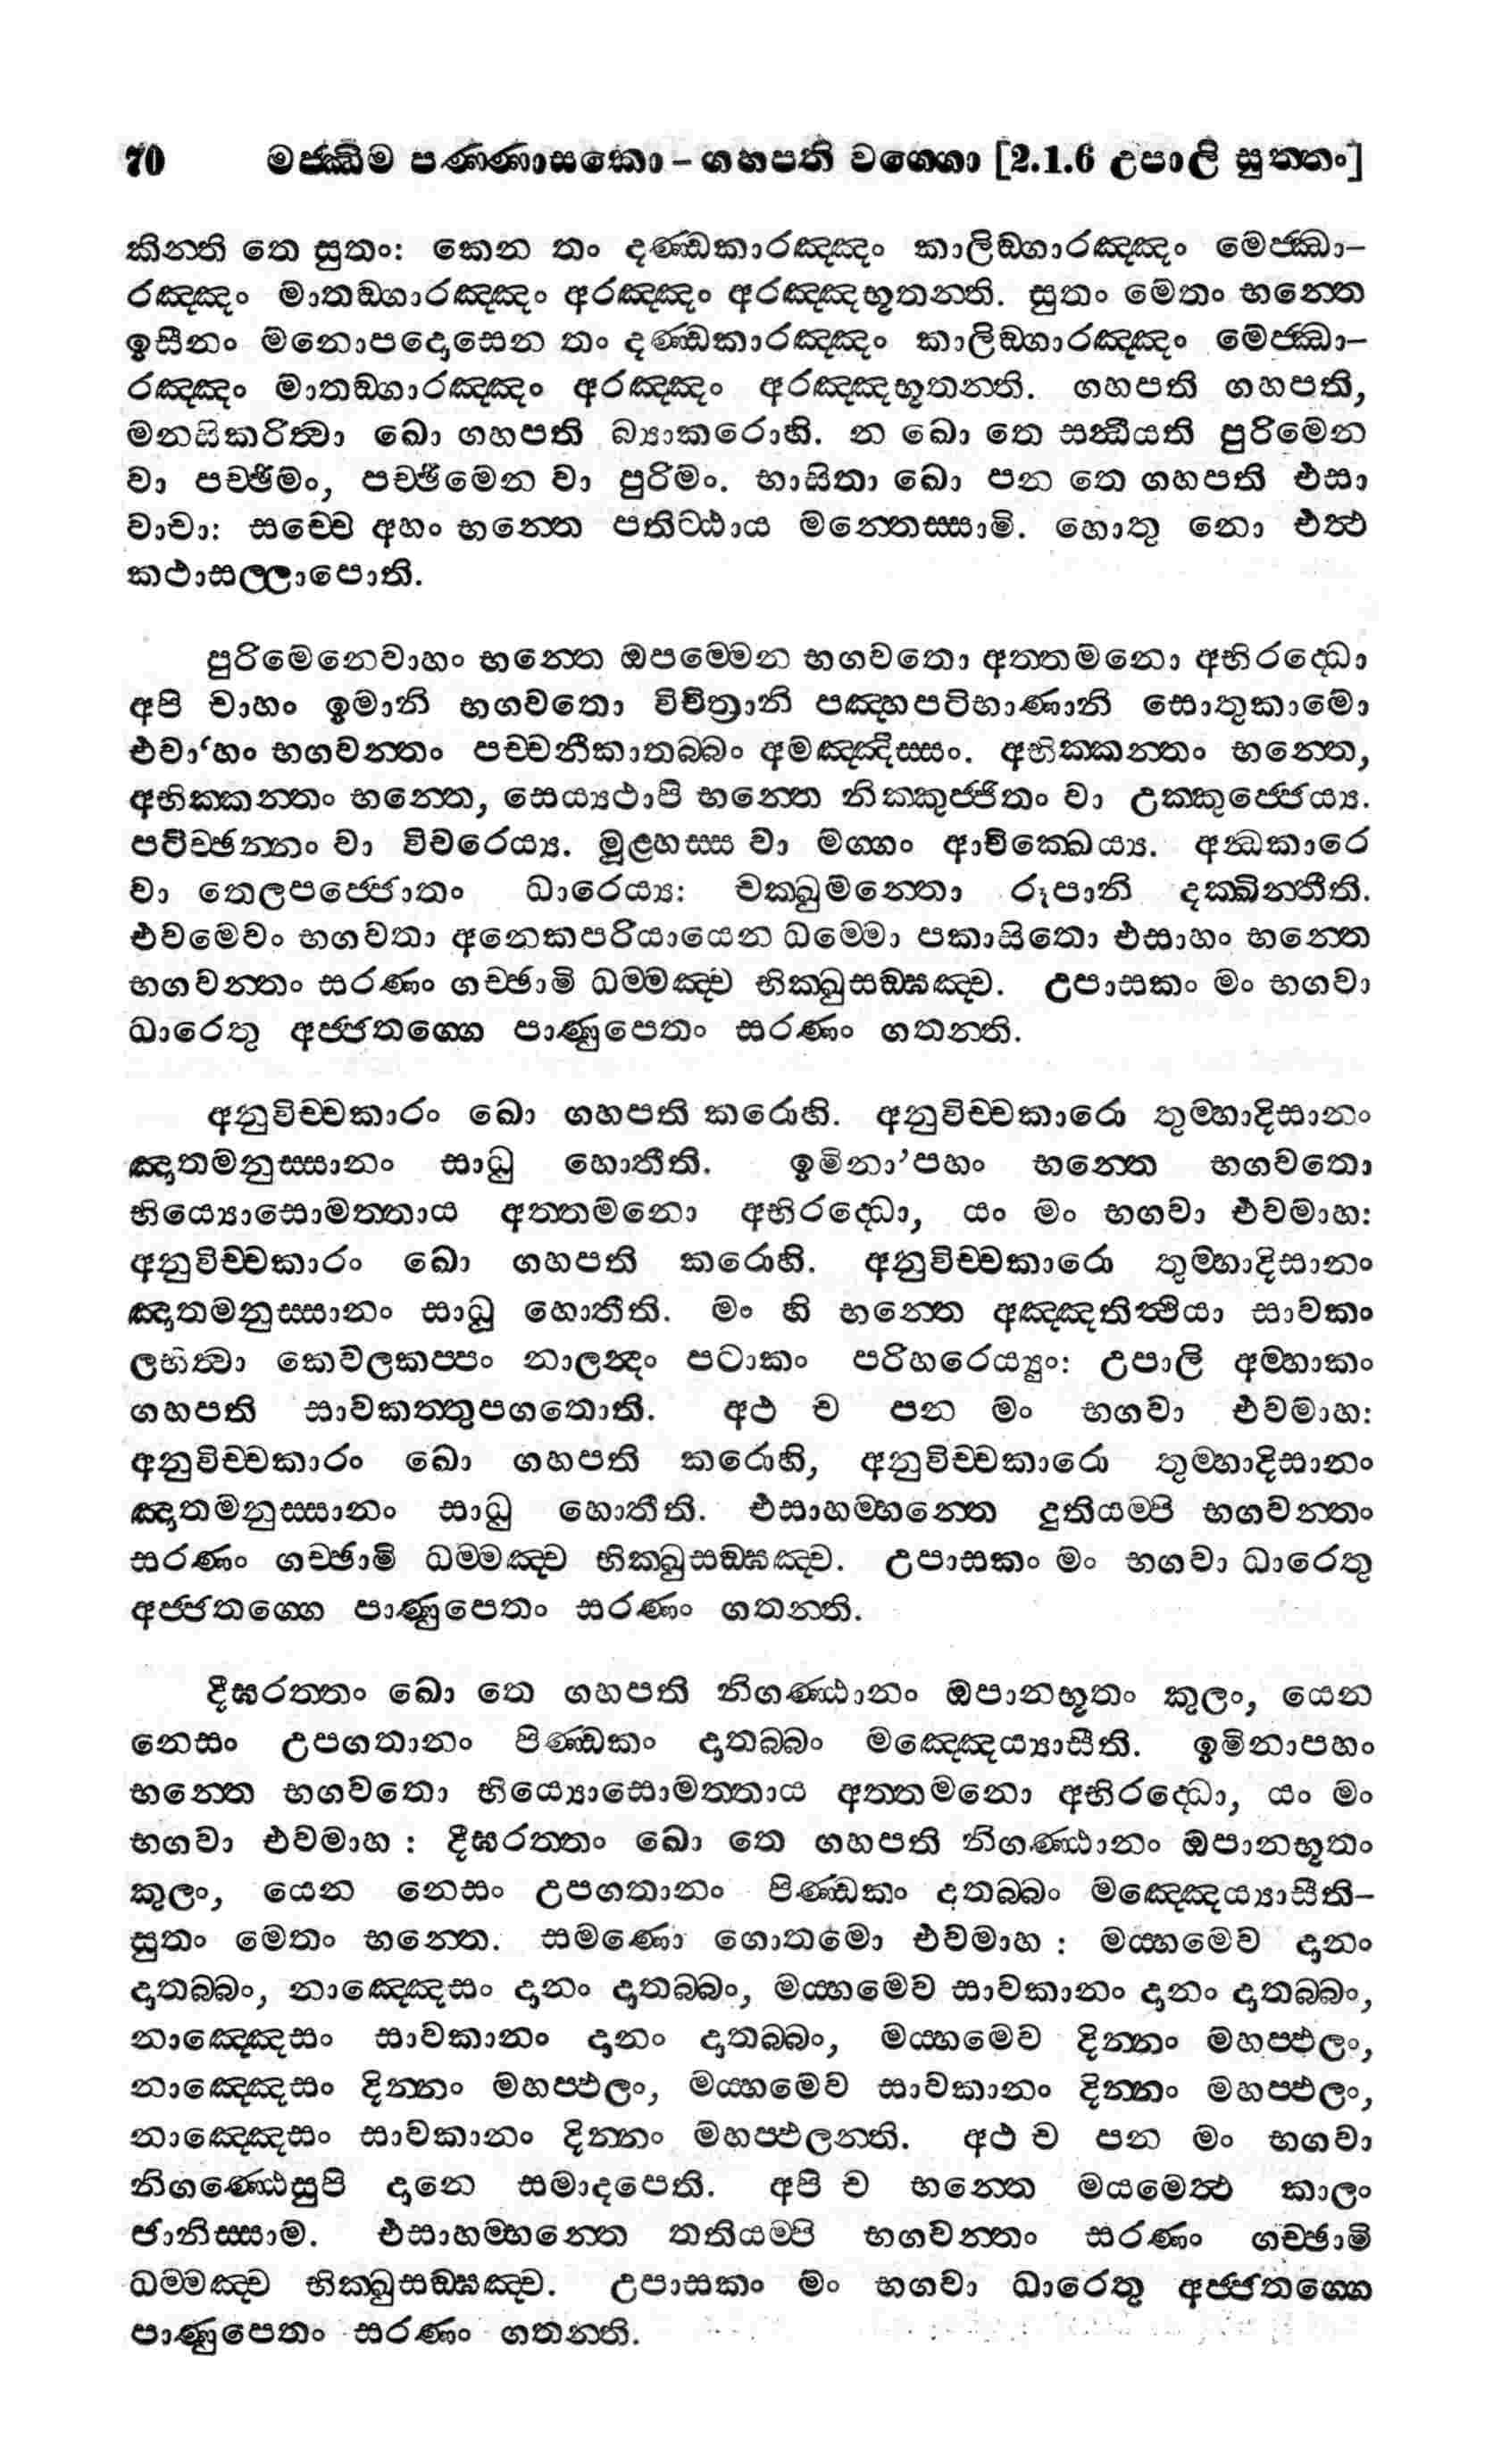 70 මජ්ඣිම පණ්ණාසකො – ගහපති වග්ගො [2.1.6 උපාලි සුත්තං]
කින්ති තෙ සුතං: කෙන තං දණ්ඩකාරඤ්ඤං කාලිඞ්ගාරඤ්ඤං මෙජ්ඣා–
රඤ්ඤං මාතඞ්ගාරඤ්ඤං අරඤ්ඤං අරඤ්ඤභූතන්ති. සුතං මෙතං භන්තෙ
ඉසීනං මනොපදොසෙන තං දණ්ඩකාරඤ්ඤං කාලිඞ්ගාරඤ්ඤං මෙජ්ඣා–
රඤ්ඤං මාතඞ්ගාරඤ්ඤං අරඤ්ඤං අරඤ්ඤභූතන්ති. ගහපති ගහපති,
මනසිකරිත්වා ඛො ගහපති බ්‍යාකරොහි. න ඛො තෙ සන්ධීයති පුරිමෙන
වා පච්ඡිමං, පච්ඡිමෙන වා පුරිමං. භාසිතා ඛො පන තෙ ගහපති එසා
වාචා: සච්චෙ අහං භන්තෙ පතිට්ඨාය මන්තෙස්සාමි. හොතු නො එත්ථ
කථාසල්ලාපොති.
පුරිමෙනෙවාහං භන්තෙ ඔපම්මෙන භගවතො අත්තමනො අභිරද්ධො
අපි චාහං ඉමානි භගවතො විචිත්‍රානි පඤ්හපටිභාණානි සොතුකාමො
එවා‘හං භගවන්තං පච්චනීකාතබ්බං අමඤ්ඤිස්සං. අභික්කන්තං භන්තෙ,
අභික්කන්තං භන්තෙ, සෙය්‍යථාපි භන්තෙ නික්කුජ්ජිතං වා උක්කුජ්ජෙය්‍ය.
පටිච්ඡන්නං වා විවරෙය්‍ය. මූළ්හස්ස වා මග්ගං ආචික්ඛෙය්‍ය. අන්ධකාරෙ
වා තෙලපජ්ජොතං ධාරෙය්‍ය: චක්ඛුමන්තො රූපානි දක්ඛින්තීති.
එවමෙවං භගවතා අනෙකපරියායෙන ධම්මො පකාසිතො එසාහං භන්තෙ
භගවන්තං සරණං ගච්ඡාමි ධම්මඤ්ච භික්ඛුසඞ්ඝඤ්ච. උපාසකං මං භගවා
ධාරෙතු අජ්ජතග්ගෙ පාණුපෙතං සරණං ගතන්ති.
අනුවිච්චකාරං ඛො ගහපති කරොහි. අනුවිච්චකාරො තුම්හාදිසානං
ඤාතමනුස්සානං සාධු හොතීති. ඉමිනා’පහං භන්තෙ භගවතො
භිය්‍යොසොමත්තාය අත්තමනො අභිරද්ධො, යං මං භගවා එවමාහ:
අනුවිච්චකාරං ඛො ගහපති කරොහි. අනුවිච්චකාරො තුම්හාදිසානං
ඤාතමනුස්සානං සාධූ හොතීති. මං හි භන්තෙ අඤ්ඤතිත්ථියා සාවකං
ලභිත්වා කෙවලකප්පං නාලන්දං පටාකං පරිහරෙය්‍යුං: උපාලි අම්හාකං
ගහපති සාවකත්තුපගතොති. අථ ච පන මං භගවා එවමාහ:
අනුවිච්චකාරං ඛො ගහපති කරොහි, අනුවිච්චකාරො තුම්හාදිසානං
ඤාතමනුස්සානං සාධු හොතීති. එසාහම්භන්තෙ දුතියම්පි භගවන්තං
සරණං ගච්ඡාමි ධම්මඤ්ච භික්ඛුසඞ්ඝඤ්ච. උපාසකං මං භගවා ධාරෙතු
අජ්ජතග්ගෙ පාණුපෙතං සරණං ගතන්ති.
දීඝරත්තං ඛො තෙ ගහපති නිගණ්ඨානං ඔපානභූතං කුලං, යෙන
නෙසං උපගතානං පිණ්ඩකං දාතබ්බං මඤ්ඤෙය්‍යාසීති. ඉමිනාපහං
භන්තෙ භගවතො භිය්‍යොසොමත්තාය අත්තමනො අභිරද්ධො, යං මං
භගවා එවමාහ : දීඝරත්තං ඛො තෙ ගහපති නිගණ්ඨානං ඔපානභූතං
කුලං, යෙන නෙසං උපගතානං පිණ්ඩකං දාතබ්බං මඤ්ඤෙය්‍යාසීති–
සුතං මෙතං භන්තෙ. සමණො ගොතමො එවමාහ : මය්හමෙව දානං
දාතබ්බං, නාඤ්ඤෙසං දානං දාතබ්බං, මය්හමෙව සාවකානං දානං දාතබ්බං,
නාඤ්ඤෙසං සාවකානං දානං දාතබ්බං, මය්හමෙව දින්නං මහප්ඵලං,
නාඤ්ඤෙසං දින්නං මහප්ඵලං, මය්හමෙව සාවකානං දින්නං මහප්ඵලං,
නාඤ්ඤෙසං සාවකානං දින්නං මහප්ඵලන්ති. අථ ච පන මං භගවා
නිගණ්ඨෙසුපි දානෙ සමාදපෙති. අපි ච භන්තෙ මයමෙත්ථ කාලං
ජානිස්සාම. එසාහම්භන්තෙ තතියම්පි භගවන්තං සරණං ගච්ඡාමි
ධම්මඤ්ච භික්ඛුසඞ්ඝඤ්ච. උපාසකං මං භගවා ධාරෙතු අජ්ජතග්ගෙ
පාණුපෙතං සරණං ගතන්ති.